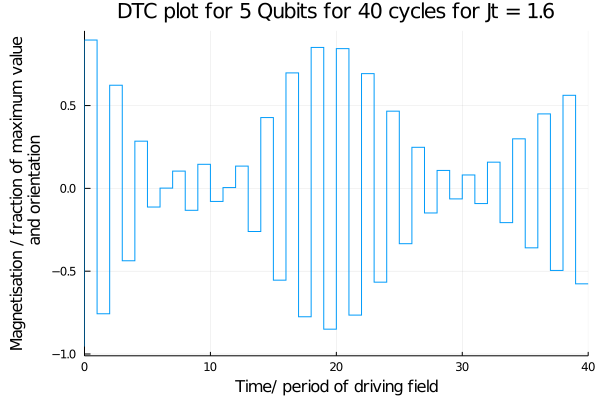 DTC plot for 5 Qubits for 40 cycles for Jt = 1.6
Magnetisation / fraction of maximum value
and orientation
0.5
0.0
−0.5
−1.0
0 10 20 30 40
Time/ period of driving field